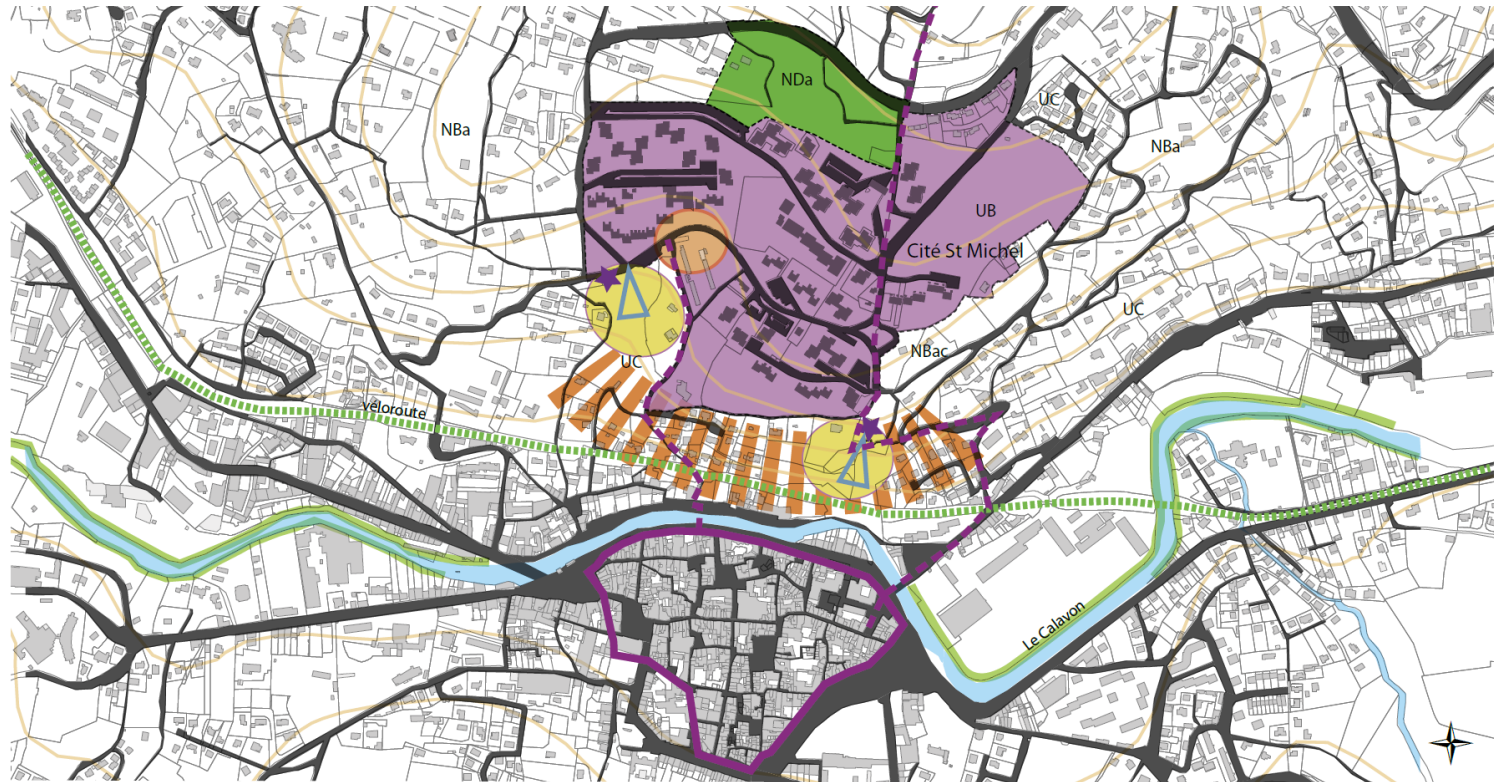 NDa
UC
NBa
NBa
UB
Cité St Michel
UC
NBac
UC
véloroute
Le Calavon